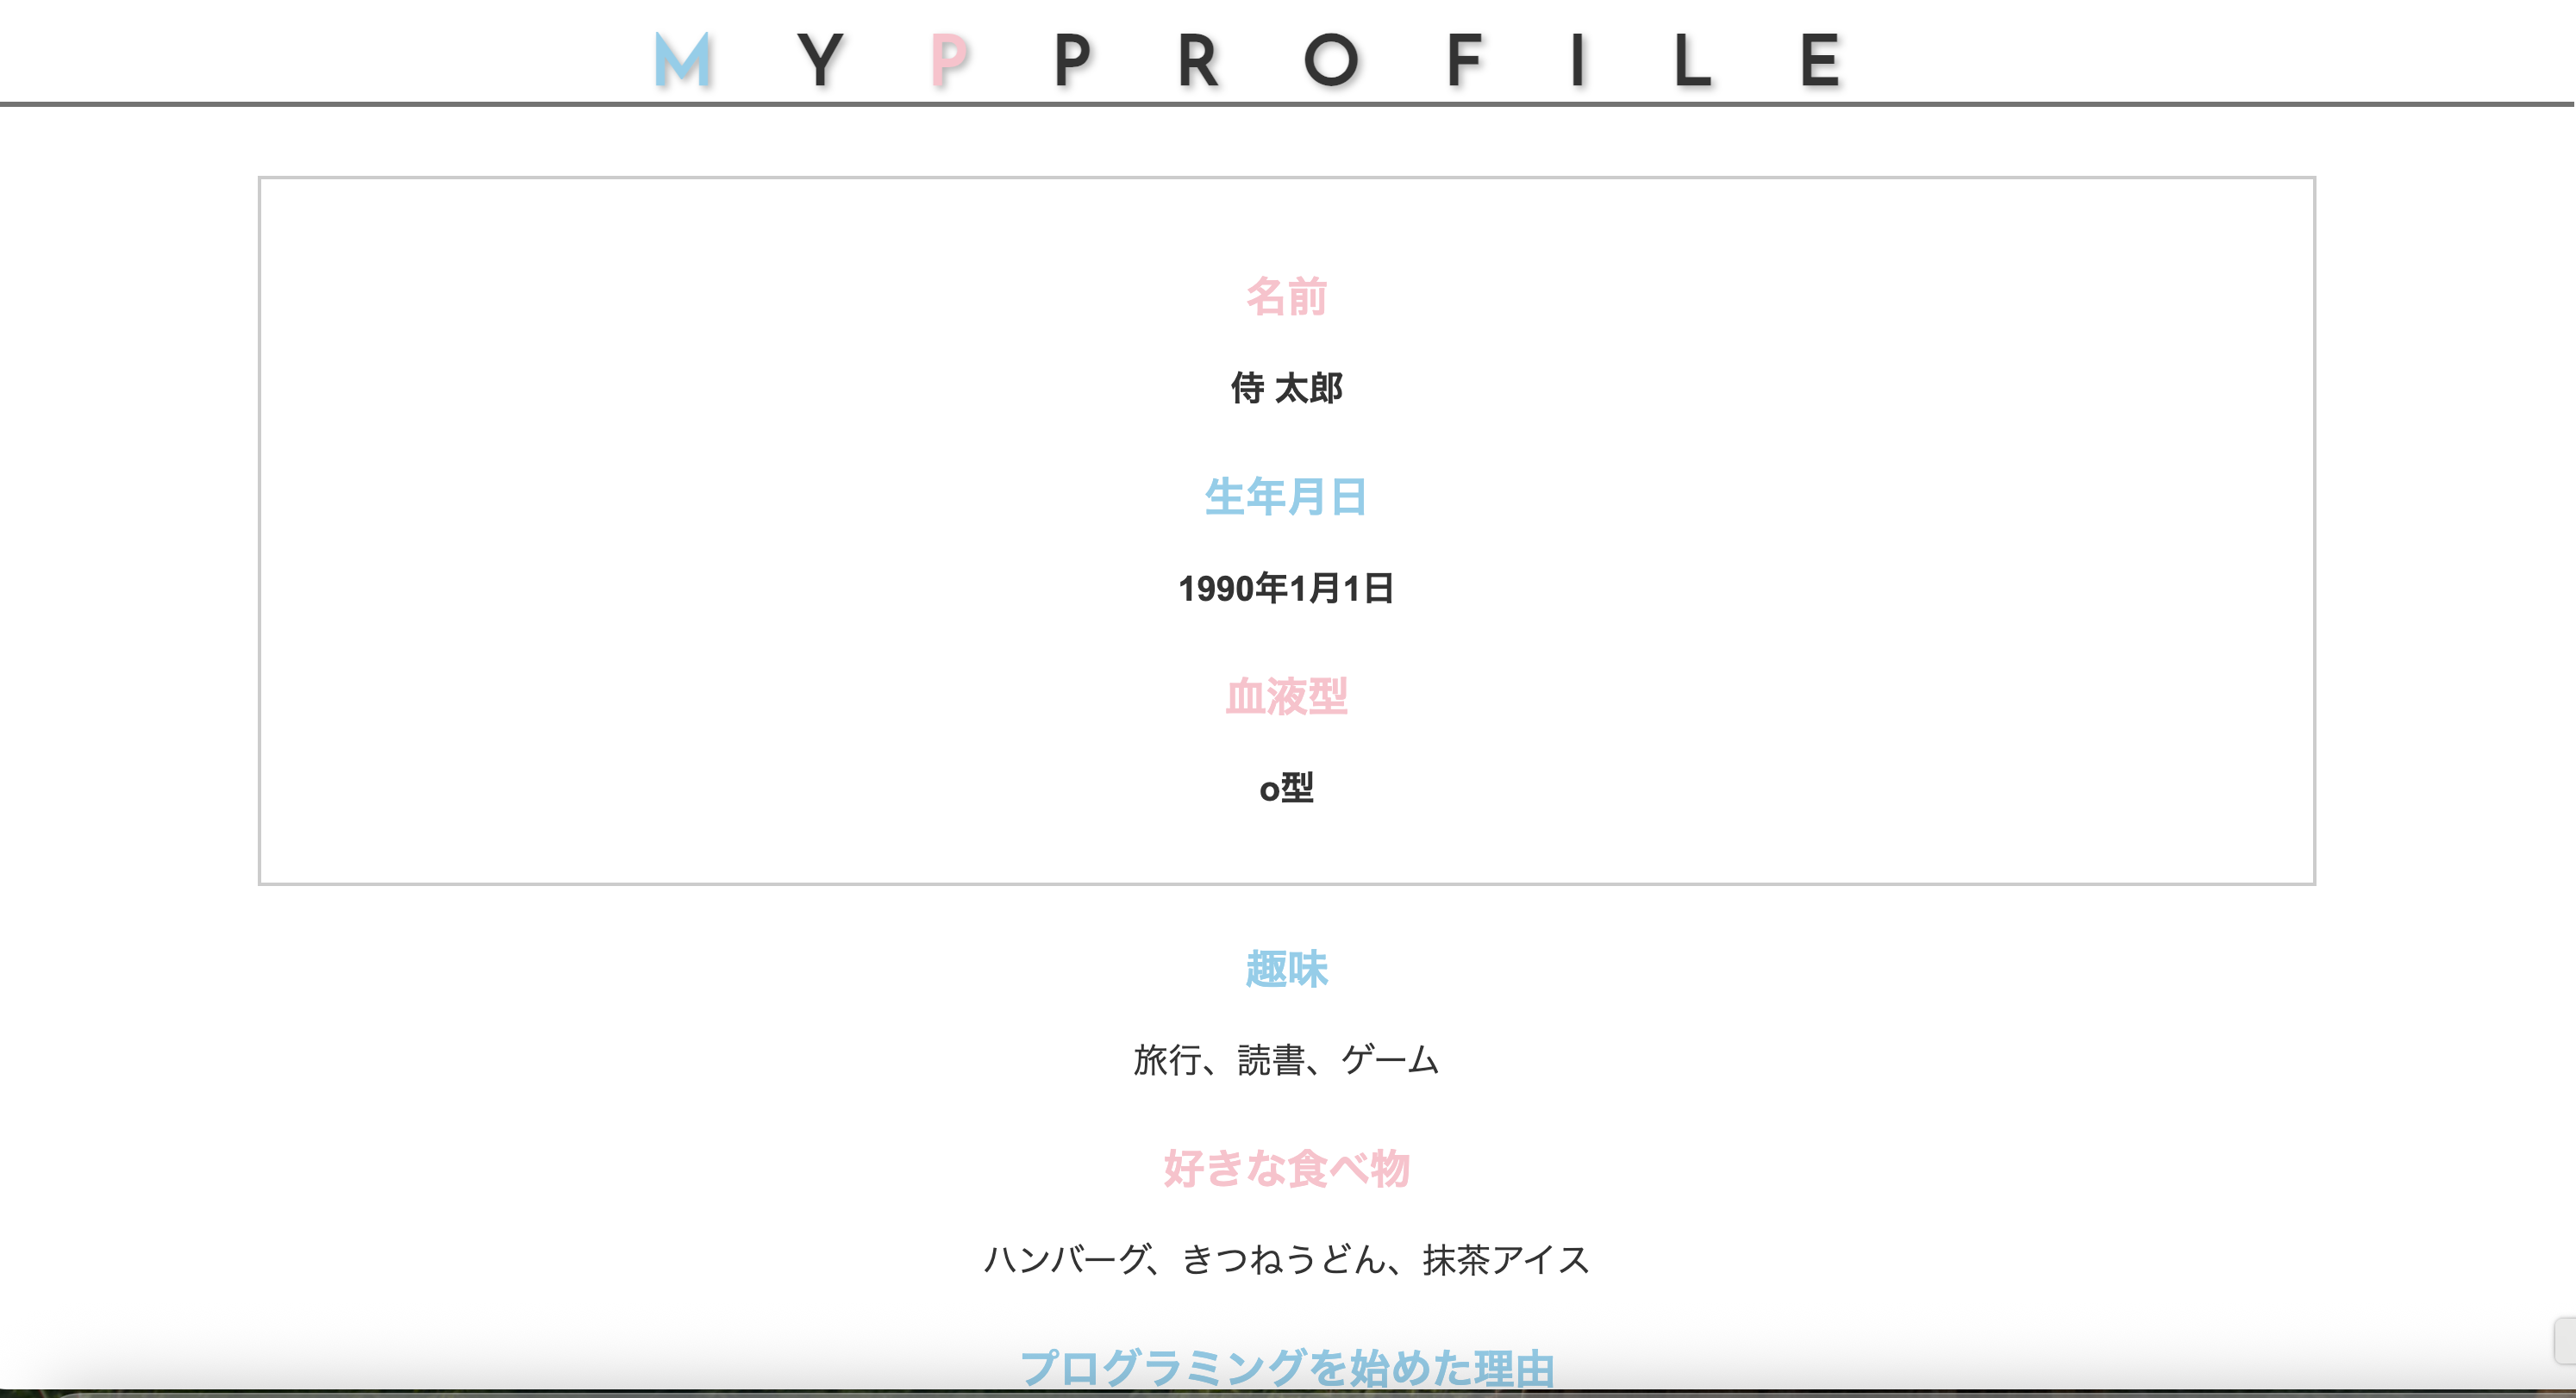 MYPPROFILE
名前
侍 太郎
生年月日
1990年1月1日
血液型
o型
趣味
旅行、読書、ゲーム
好きな食べ物
ハンバーグ、きつねうどん、抹茶アイス
プログラミングを始めた理由